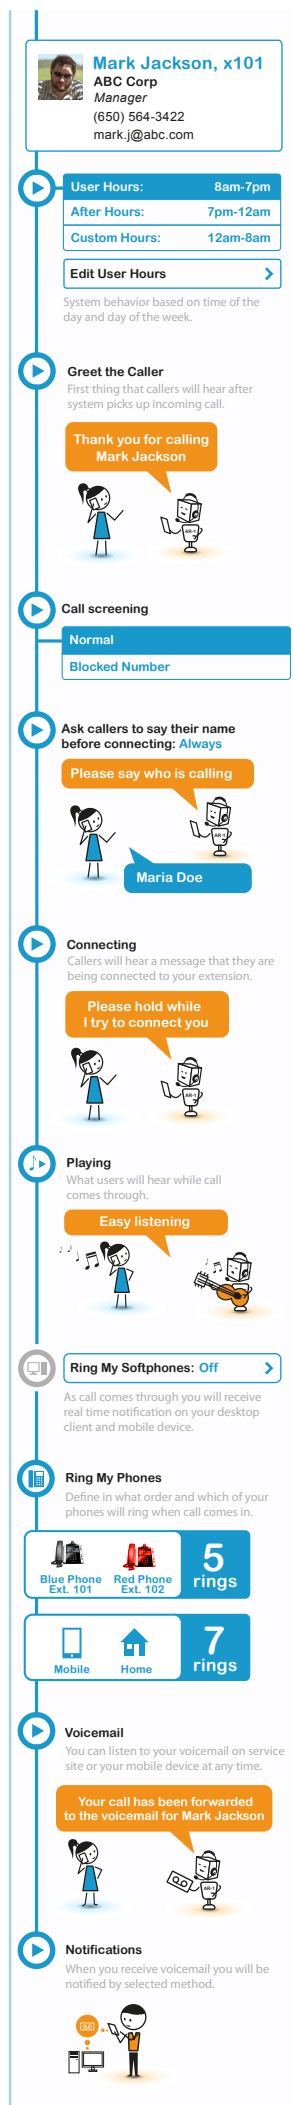 Mark Jackson, x101
ABC Corp
Manager
(650) 564-3422
mark.j@abc.com
User Hours: 8am-7pm
After Hours: 7pm-12am
Custom Hours: 12am-8am
Edit User Hours
System behavior based on time of the
day and day of the week.
Greet the Caller
First thing that callers will hear after
system picks up incoming call.
Thank you for calling
Mark Jackson
AR-1
Call screening
Normal
Blocked Number
Ask callers to say their name
before connecting: Always
Please say who is calling
AR-1
Maria Doe
Connecting
Callers will hear a message that they are
being connected to your extension.
Please hold while
I try to connect you
AR-1
Playing
What users will hear while call
comes through.
Easy listening
Ring My Softphones: Off
As call comes through you will receive
real time notification on your desktop
client and mobile device.
Ring My Phones
Define in what order and which of your
phones will ring when call comes in.
Blue Phone
Ext. 101
Red Phone
Ext. 102
5
rings
Mobile
Home
7
rings
Voicemail
You can listen to your voicemail on service
site or your mobile device at any time.
Your call has been forwarded
to the voicemail for Mark Jackson
AR-1
Notifications
When you receive voicemail you will be
notified by selected method.